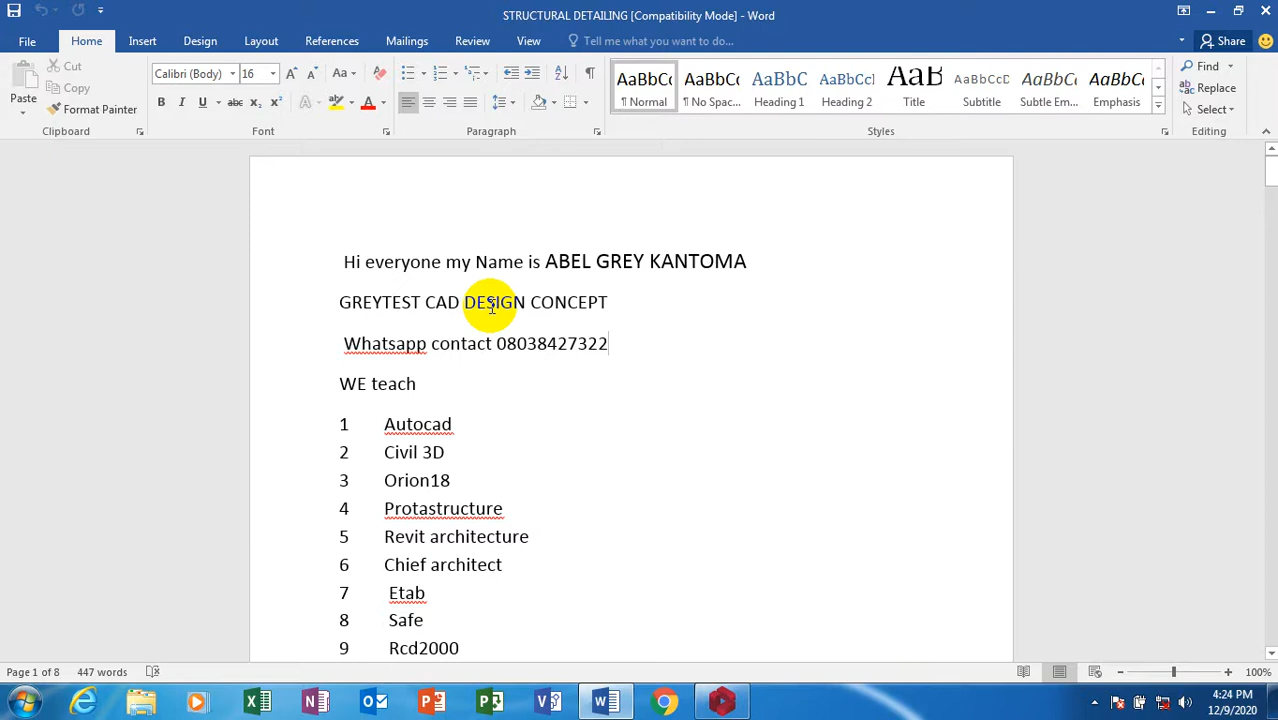 STRUCTURAL DETAILING [Compatibility Mode] - Word
File Home Insert Design Layout References Mailings Review View Tell me what you want to do... Share
Paste
Cut
Copy
Format Painter
Clipboard
Calibri (Body) 16
Font
Paragraph
AaBbCc AaBbCc AaBbC AaBbCcl AaB AaBbCcD AaBbCcl AaBbCc
¶ Normal ¶ No Spac... Heading 1 Heading 2 Title Subtitle Subtle Em... Emphasis
Styles
Find
Replace
Select
Editing
Hi everyone my Name is ABEL GREY KANTOMA
GREYTEST CAD DESIGN CONCEPT
Whatsapp contact 08038427322
WE teach
1 Autocad
2 Civil 3D
3 Orion18
4 Protastructure
5 Revit architecture
6 Chief architect
7 Etab
8 Safe
9 Rcd2000
Page 1 of 8 447 words 100%
4:24 PM
12/9/2020